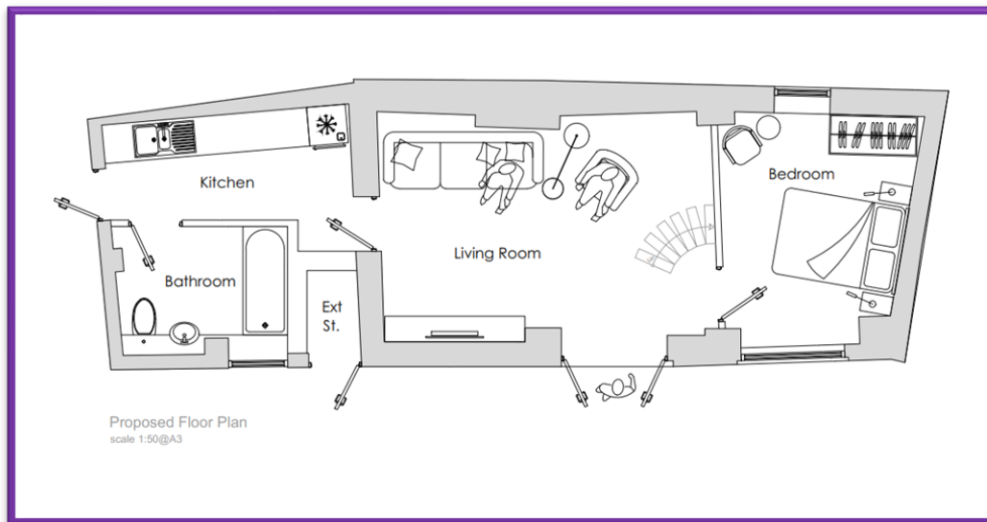 Kitchen
Bedroom
Living Room
Bathroom
Ext
St.
Proposed Floor Plan
scale 1:50@A3